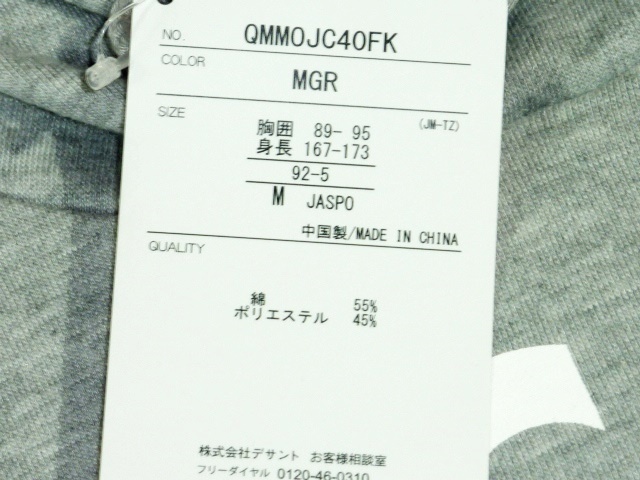 NO. QMMOJC40FK
COLOR
MGR
SIZE
胸囲 89- 95 (JM-TZ)
身長 167-173
92-5
M JASPO
中国製/MADE IN CHINA
QUALITY
綿 55%
ポリエステル 45%
株式会社デサント お客様相談室
フリーダイヤル 0120-46-0310